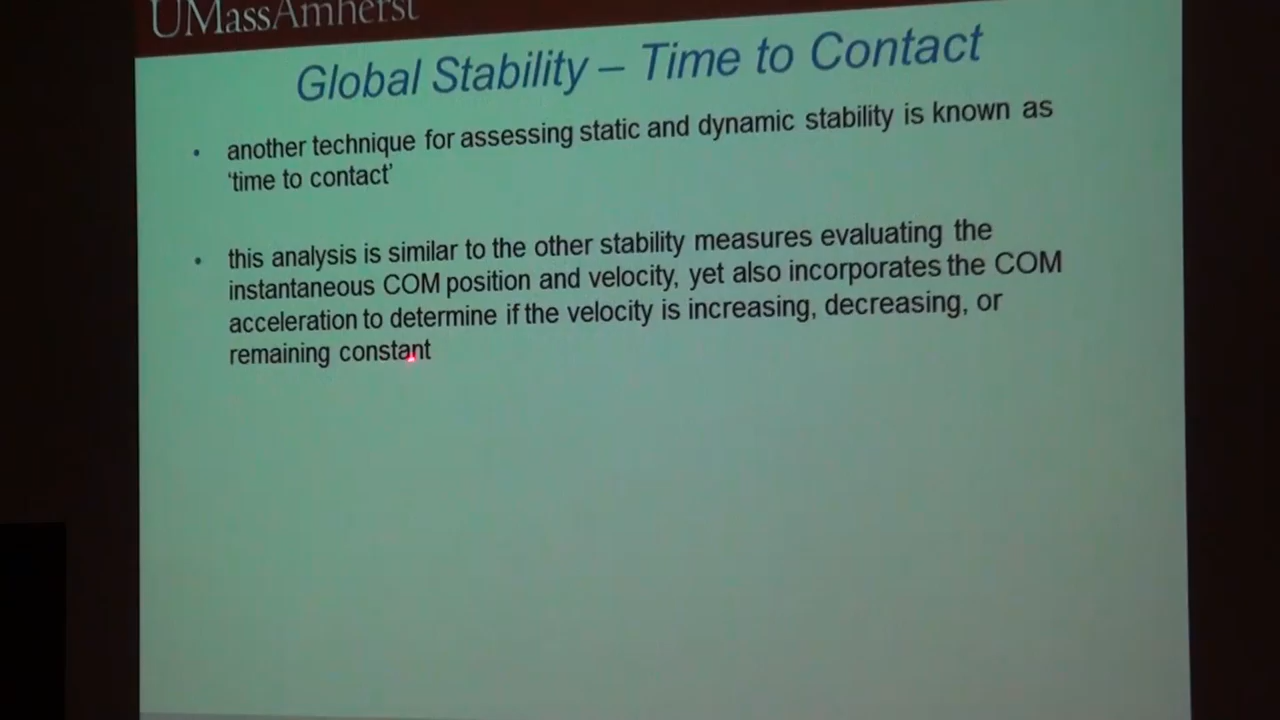 UMassAmherst
Global Stability – Time to Contact
• another technique for assessing static and dynamic stability is known as
‘time to contact’
• this analysis is similar to the other stability measures evaluating the
instantaneous COM position and velocity, yet also incorporates the COM
acceleration to determine if the velocity is increasing, decreasing, or
remaining constant